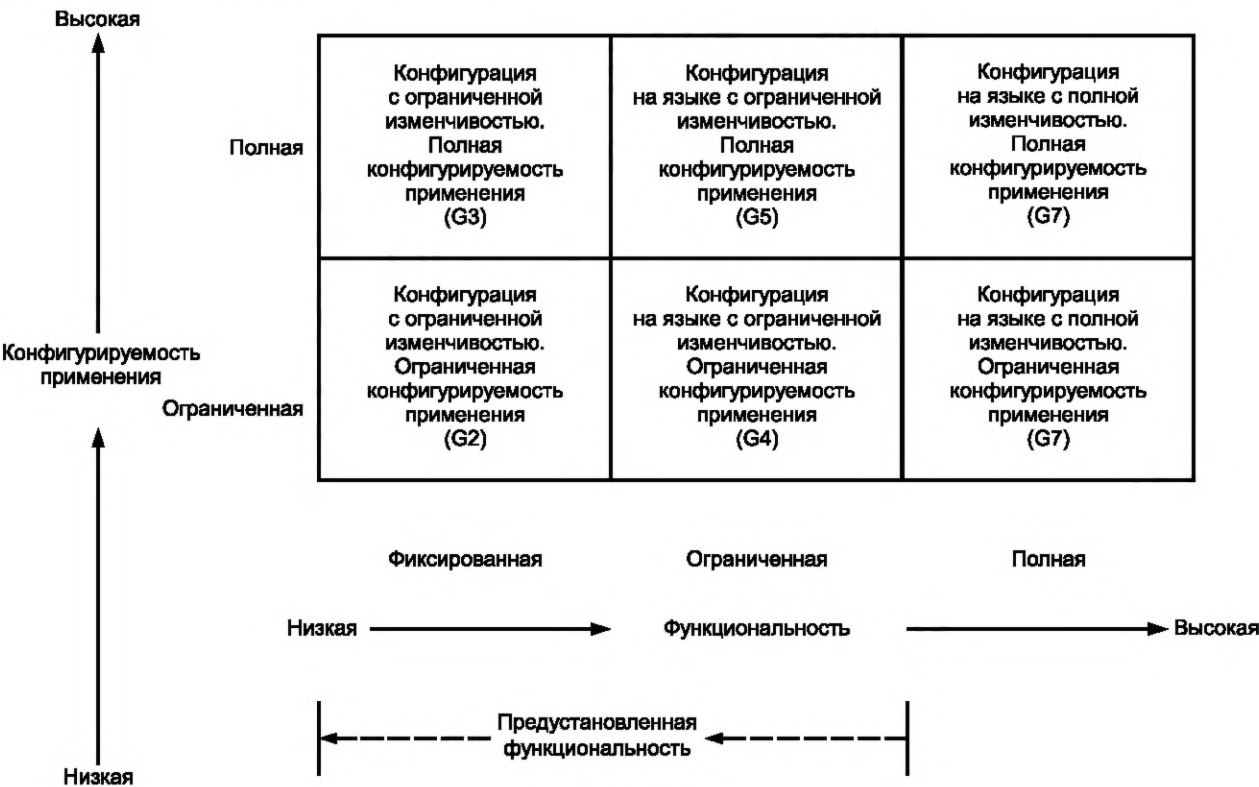 Высокая
Полная
Конфигурация
с ограниченной
изменчивостью.
Полная
конфигурируемость
применения
(G3)
Конфигурация
на языке с ограниченной
изменчивостью.
Полная
конфигурируемость
применения
(G5)
Конфигурация
на языке с полной
изменчивостью.
Полная
конфигурируемость
применения
(G7)
Конфигурируемость
применения
Ограниченная
Конфигурация
с ограниченной
изменчивостью.
Ограниченная
конфигурируемость
применения
(G2)
Конфигурация
на языке с ограниченной
изменчивостью.
Ограниченная
конфигурируемость
применения
(G4)
Конфигурация
на языке с полной
изменчивостью.
Ограниченная
конфигурируемость
применения
(G7)
Фиксированная
Ограниченная
Полная
Низкая
Функциональность
Высокая
Предустановленная
функциональность
Низкая